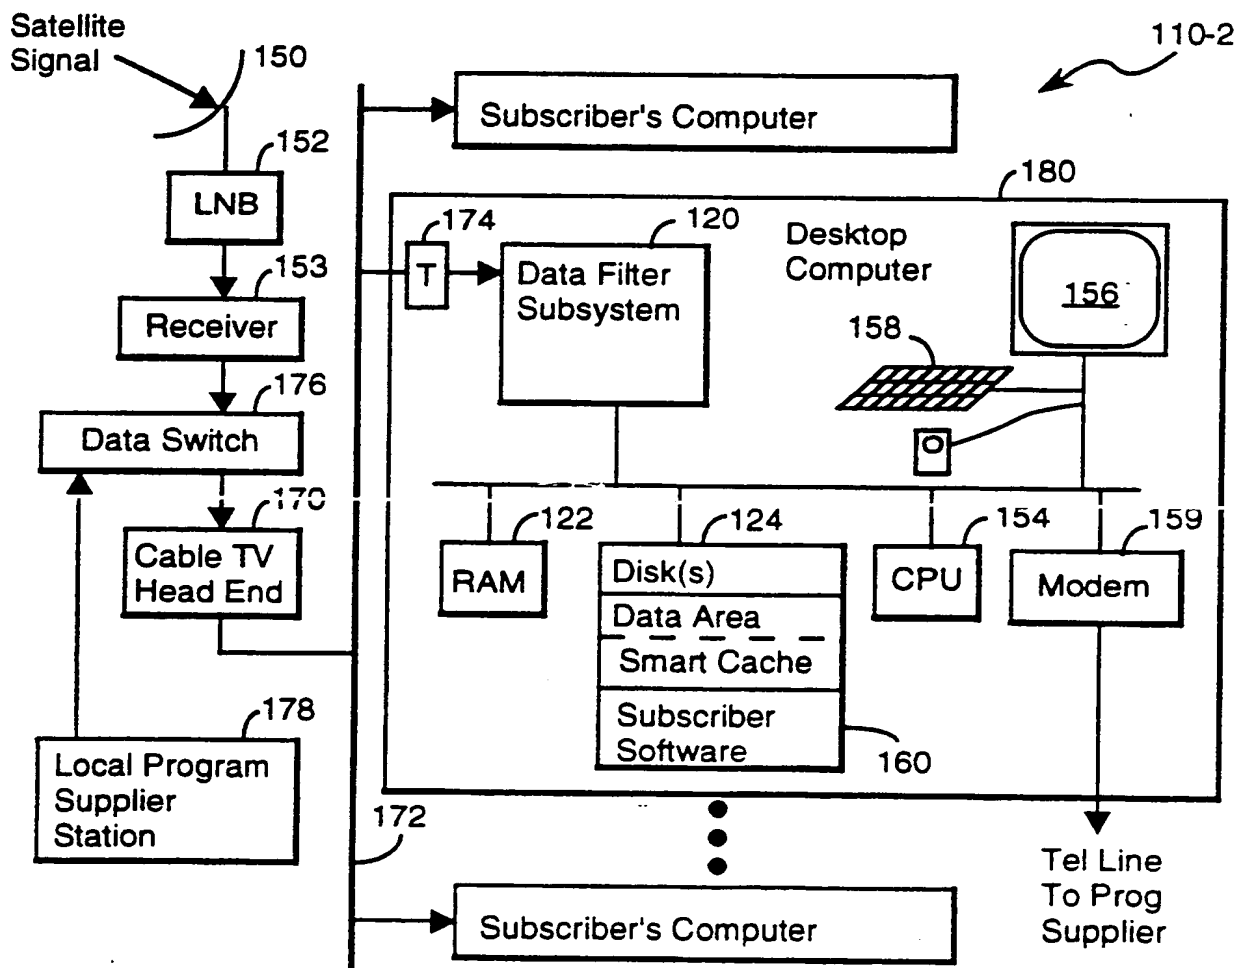 Satellite
Signal
150
110-2
Subscriber's Computer
152
LNB
180
174
120
T
Data Filter
Subsystem
Desktop
Computer
156
153
Receiver
158
176
Data Switch
170
Cable TV
Head End
122
RAM
124
Disk(s)
Data Area
Smart Cache
Subscriber
Software
160
154
CPU
159
Modem
178
Local Program
Supplier
Station
172
Tel Line
To Prog
Supplier
Subscriber's Computer